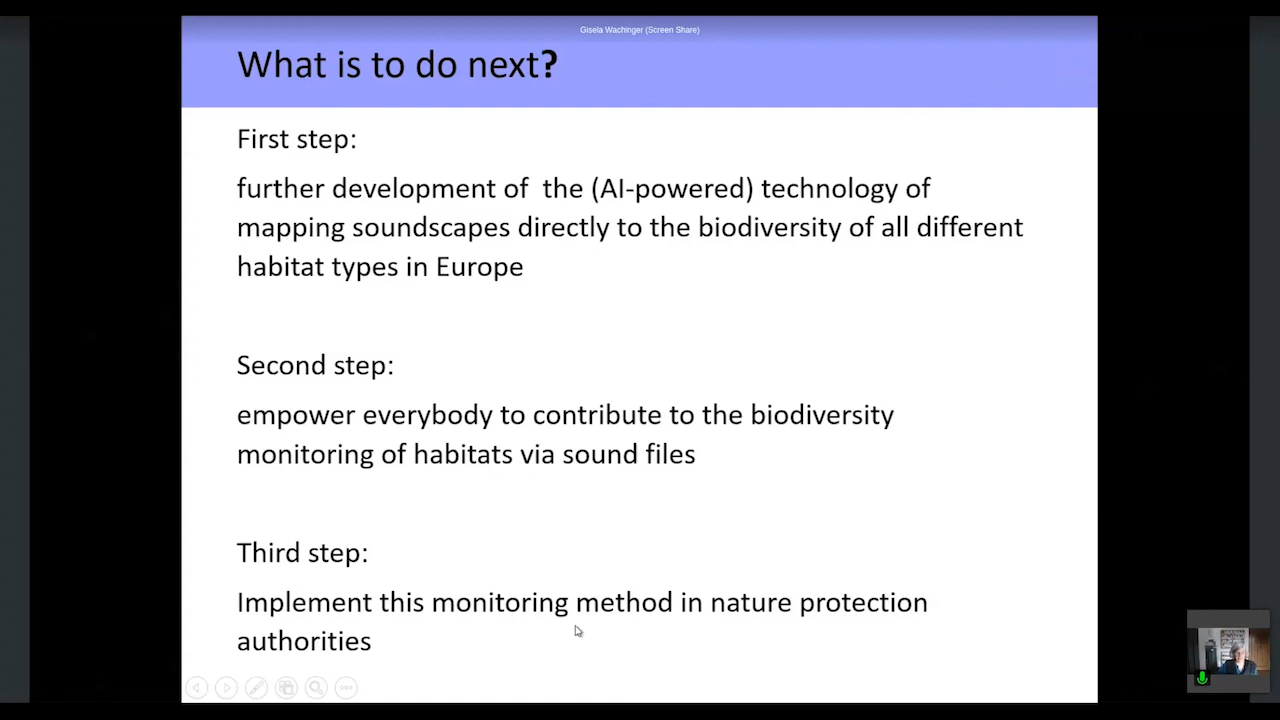 Gisela Wachinger (Screen Share)
What is to do next?
First step:
further development of the (AI-powered) technology of
mapping soundscapes directly to the biodiversity of all different
habitat types in Europe
Second step:
empower everybody to contribute to the biodiversity
monitoring of habitats via sound files
Third step:
Implement this monitoring method in nature protection
authorities